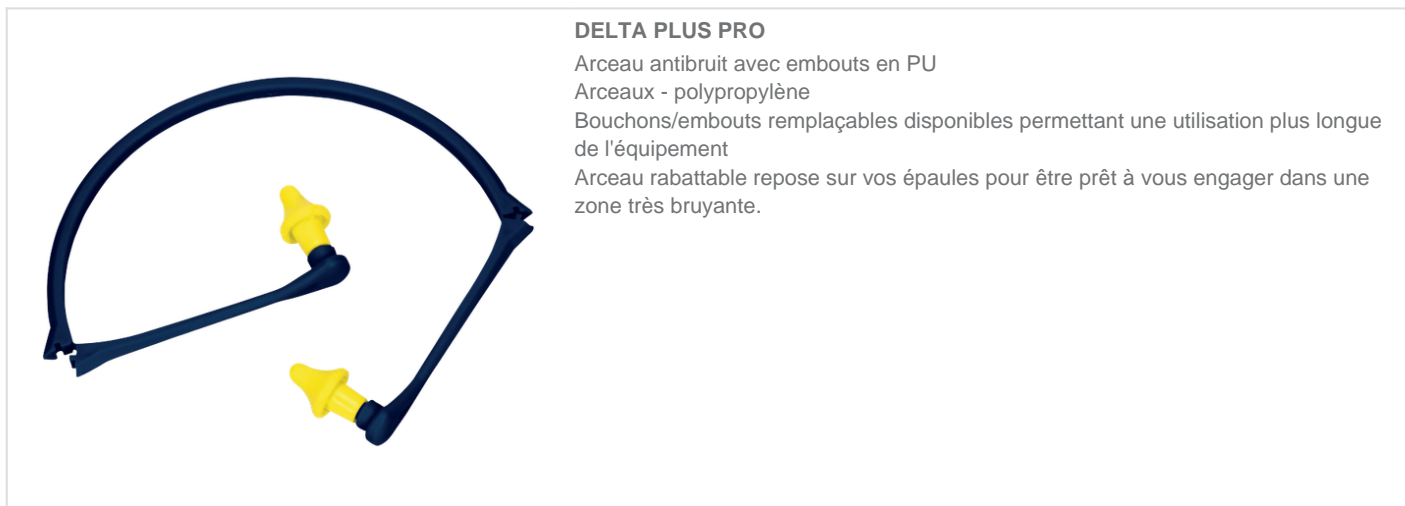 DELTA PLUS PRO
Arceau antibruit avec embouts en PU
Arceaux - polypropylène
Bouchons/embouts remplaçables disponibles permettant une utilisation plus longue
de l'équipement
Arceau rabattable repose sur vos épaules pour être prêt à vous engager dans une
zone très bruyante.